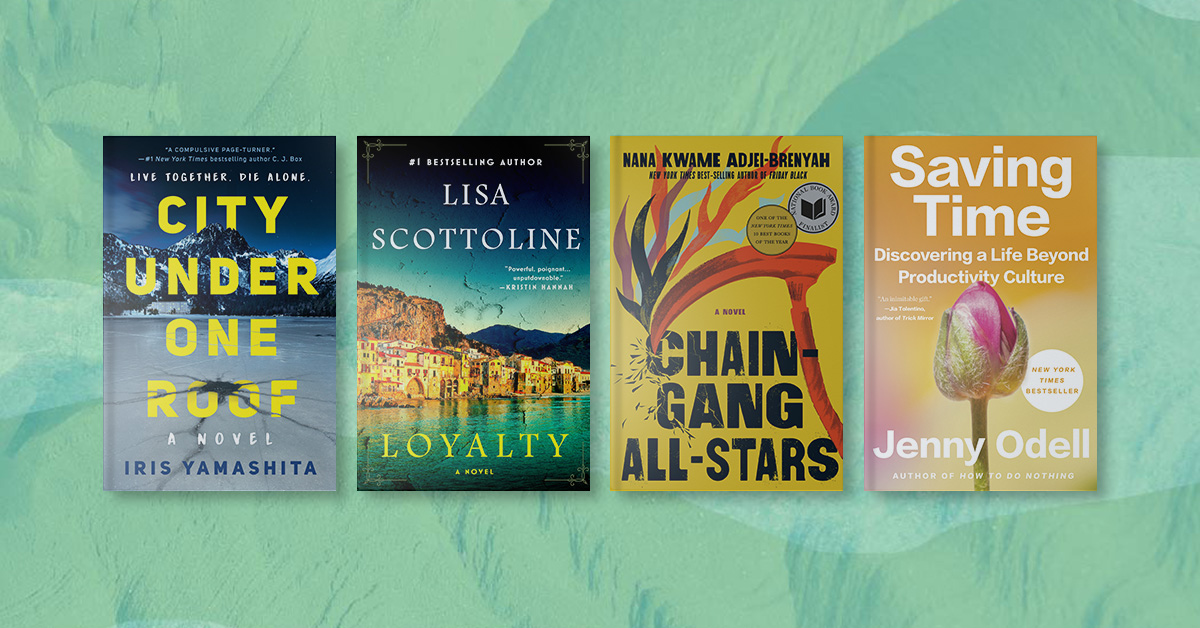 "A COMPULSIVE PAGE-TURNER."
—#1 New York Times bestselling author C. J. Box
LIVE TOGETHER. DIE ALONE.
CITY
UNDER
ONE
ROOF
A NOVEL
IRIS YAMASHITA
#1 BESTSELLING AUTHOR
LISA
SCOTTOLINE
"Powerful, poignant...
unputdownable."
—KRISTIN HANNAH
LOYALTY
A NOVEL
NANA KWAME ADJEI-BRENYAH
NEW YORK TIMES BEST-SELLING AUTHOR OF FRIDAY BLACK
NATIONAL BOOK AWARD
FINALIST
ONE OF THE
NEW YORK TIMES
10 BEST BOOKS
OF THE YEAR
A NOVEL
CHAIN-
GANG
ALL-STARS
Saving
Time
Discovering a Life Beyond
Productivity Culture
"An inimitable gift."
—Jia Tolentino,
author of Trick Mirror
NEW YORK
TIMES
BESTSELLER
Jenny Odell
AUTHOR OF HOW TO DO NOTHING